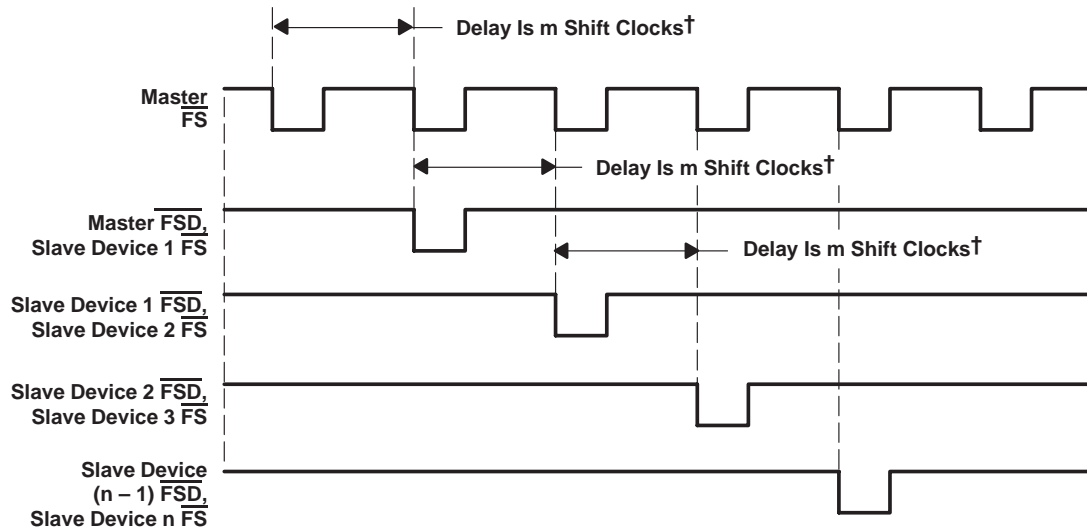 Delay Is m Shift Clocks†
Master
FS
Delay Is m Shift Clocks†
Master FSD,
Slave Device 1 FS
Delay Is m Shift Clocks†
Slave Device 1 FSD,
Slave Device 2 FS
Slave Device 2 FSD,
Slave Device 3 FS
Slave Device
(n – 1) FSD,
Slave Device n FS